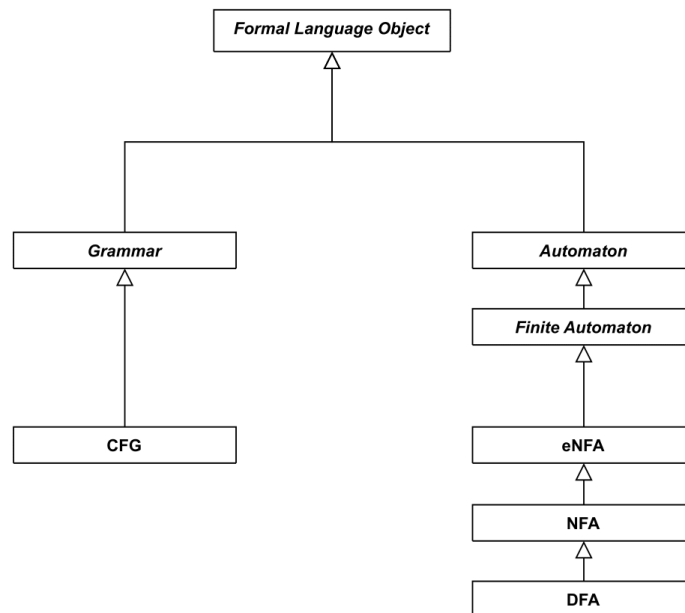 Formal Language Object
Grammar
Automaton
Finite Automaton
CFG
eNFA
NFA
DFA